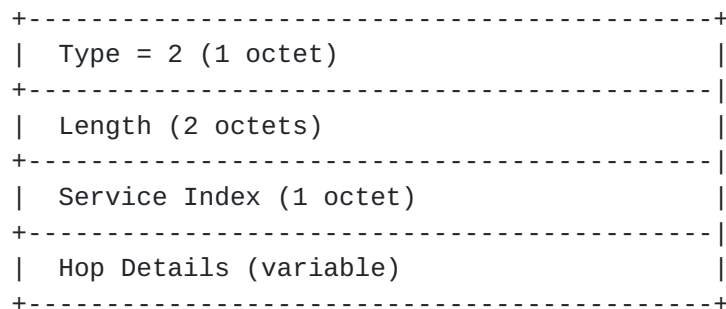 +--------------------------------------------+
|  Type = 2 (1 octet)                        |
+--------------------------------------------|
|  Length (2 octets)                         |
+--------------------------------------------|
|  Service Index (1 octet)                   |
+--------------------------------------------|
|  Hop Details (variable)                    |
+--------------------------------------------+